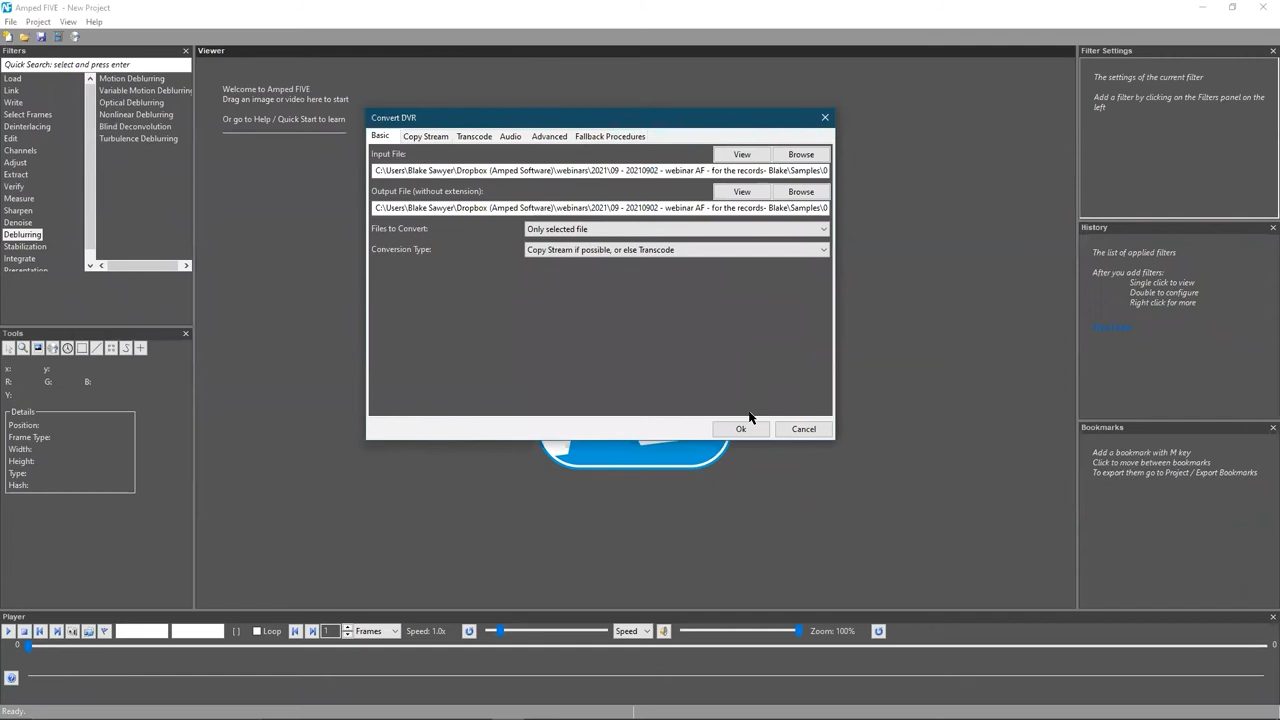 Amped FIVE - New Project
File Project View Help
Filters
Viewer
Filter Settings
Quick Search: select and press enter
Load
Link
Write
Select Frames
Deinterlacing
Edit
Channels
Adjust
Extract
Verify
Measure
Sharpen
Denoise
Deblurring
Stabilization
Integrate
Presentation
Motion Deblurring
Variable Motion Deblurring
Optical Deblurring
Nonlinear Deblurring
Blind Deconvolution
Turbulence Deblurring
Welcome to Amped FIVE
Drag an image or video here to start
Or go to Help / Quick Start to learn
Convert DVR
Basic Copy Stream Transcode Audio Advanced Fallback Procedures
Input File: View Browse
C:\Users\Blake Sawyer\Dropbox (Amped Software)\webinars\2021\09 - 20210902 - webinar AF - for the records- Blake\Samples\0
Output File (without extension): View Browse
C:\Users\Blake Sawyer\Dropbox (Amped Software)\webinars\2021\09 - 20210902 - webinar AF - for the records- Blake\Samples\0
Files to Convert: Only selected file
Conversion Type: Copy Stream if possible, or else Transcode
Ok Cancel
The settings of the current filter
Add a filter by clicking on the Filters panel on the
left
History
The list of applied filters
After you add filters:
Single click to view
Double to configure
Right click for more
Bookmarks
Add a bookmark with M key
Click to move between bookmarks
To export them go to Project / Export Bookmarks
Tools
x: y:
R: G: B:
Y:
Details
Position:
Frame Type:
Width:
Height:
Type:
Hash:
Player
[ ] Loop 1 Frames Speed: 1.0x Speed Zoom: 100%
0 0
Ready.